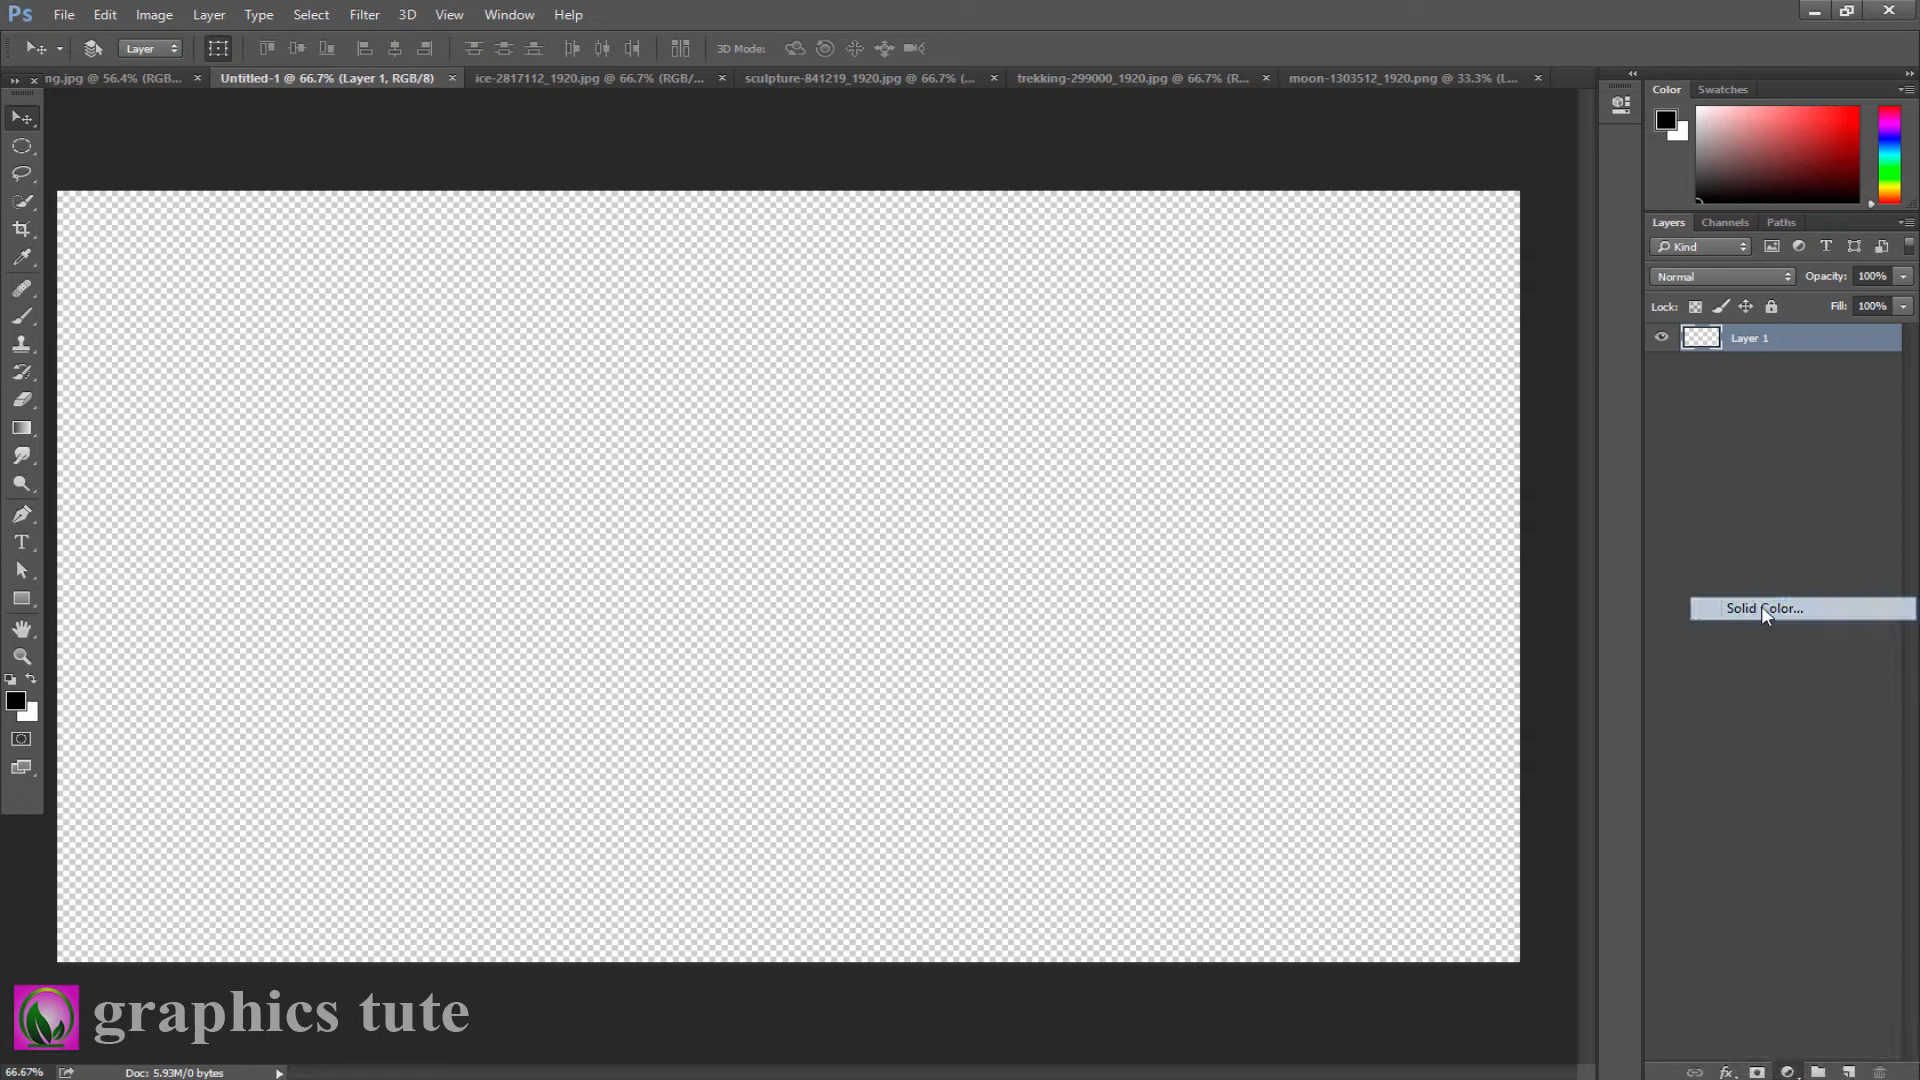 Ps File Edit Image Layer Type Select Filter 3D View Window Help
Layer 3D Mode:
ng.jpg @ 56.4% (RGB... Untitled-1 @ 66.7% (Layer 1, RGB/8) ice-2817112_1920.jpg @ 66.7% (RGB/... sculpture-841219_1920.jpg @ 66.7% (... trekking-299000_1920.jpg @ 66.7% (R... moon-1303512_1920.png @ 33.3% (L...
Color Swatches
Layers Channels Paths
Kind T
Normal Opacity: 100%
Lock: Fill: 100%
Layer 1
T
Solid Color...
graphics tute
66.67% Doc: 5.93M/0 bytes fx